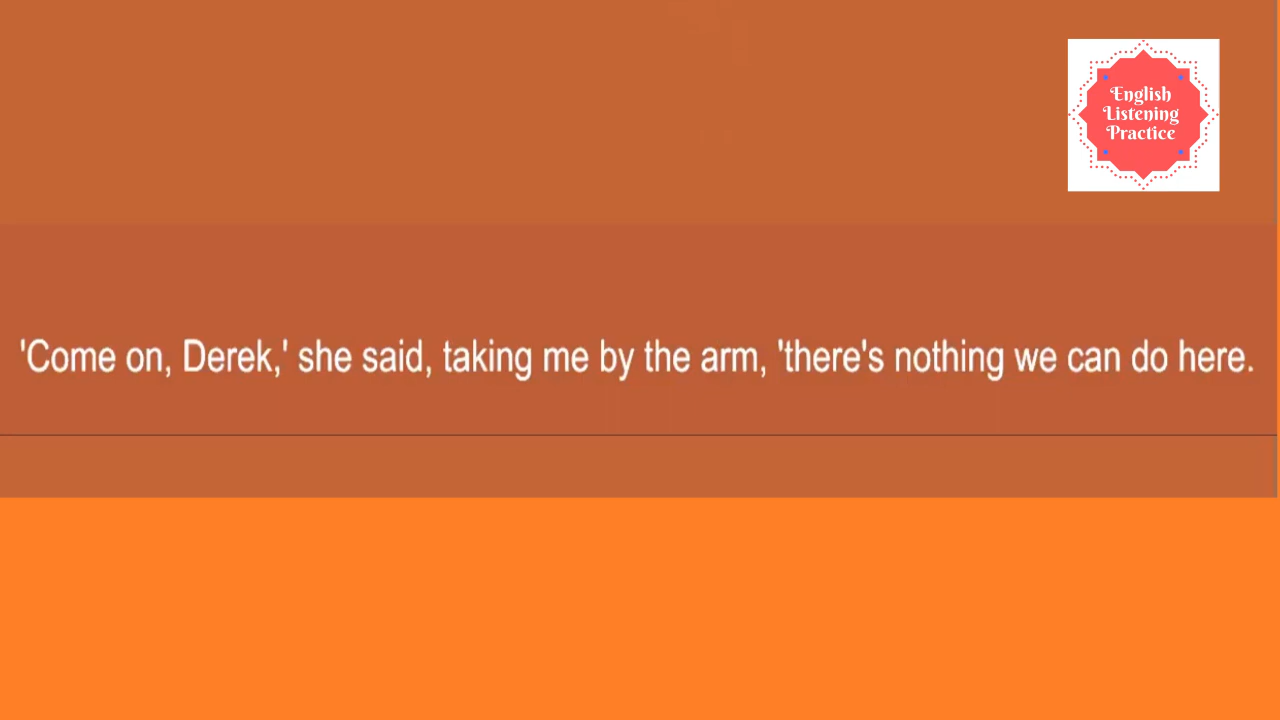 English
Listening
Practice
'Come on, Derek,' she said, taking me by the arm, 'there's nothing we can do here.